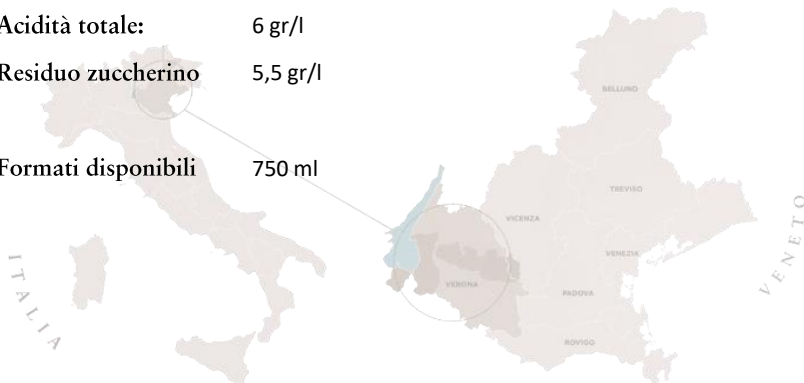 Acidità totale: 6 gr/l
Residuo zuccherino 5,5 gr/l
Formati disponibili 750 ml
BELLUNO
TREVISO
VICENZA
VENEZIA
VERONA
PADOVA
ROVIGO
ITALIA
VENETO